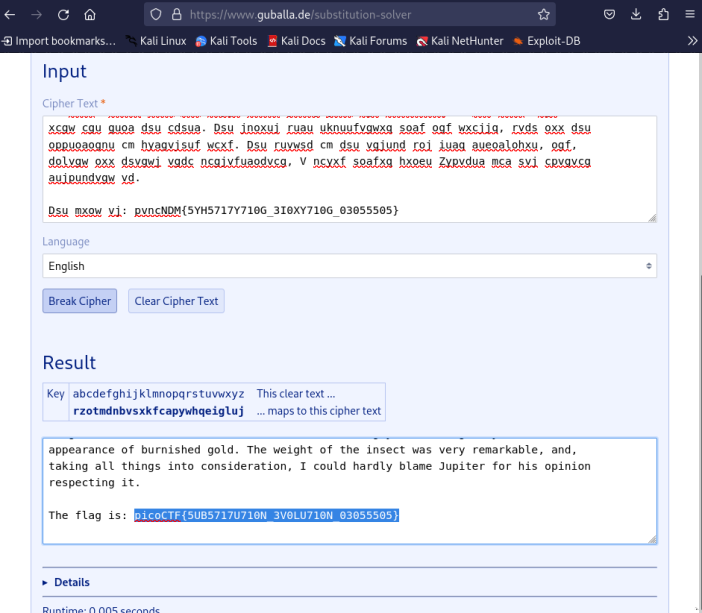 https://www.guballa.de/substitution-solver
Import bookmarks... Kali Linux Kali Tools Kali Docs Kali Forums Kali NetHunter Exploit-DB
Input
Cipher Text *
xcgw cgu guoa dsu cdsua. Dsu jnoxuj ruau uknuufvgwxq soaf ogf wxcjjq, rvds oxx dsu
oppuoaognu cm hyagvjsuf wcxf. Dsu ruvwsd cm dsu vgjund roj iuaq aueoalohxu, ogf,
dolvgw oxx dsvgwj vgdc ncgjvfuaodvcg, V ncyxf soafxq hxoeu Zypvdua mca svj cpvgvcg
aujpundvgw vd.
Dsu mxow vj: pvncNDM{5YH5717Y710G_3I0XY710G_03055505}
Language
English
Break Cipher Clear Cipher Text
Result
Key abcdefghijklmnopqrstuvwxyz This clear text ...
rzotmdnbvsxkfcapywhqeigluj ... maps to this cipher text
appearance of burnished gold. The weight of the insect was very remarkable, and,
taking all things into consideration, I could hardly blame Jupiter for his opinion
respecting it.
The flag is: picoCTF{5UB5717U710N_3V0LU710N_03055505}
Details
Runtime: 0.005 seconds